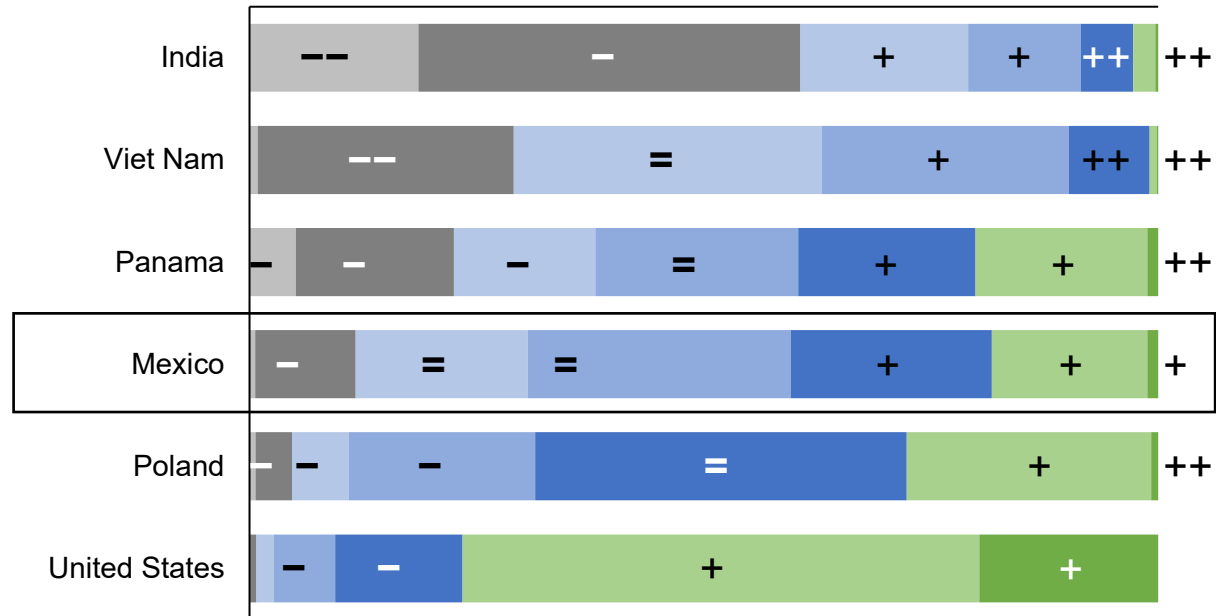 India −− − + + ++ ++
Viet Nam −− = + ++ ++
Panama − − − = + + ++
Mexico − = = + + +
Poland − − − = + ++
United States − − + +